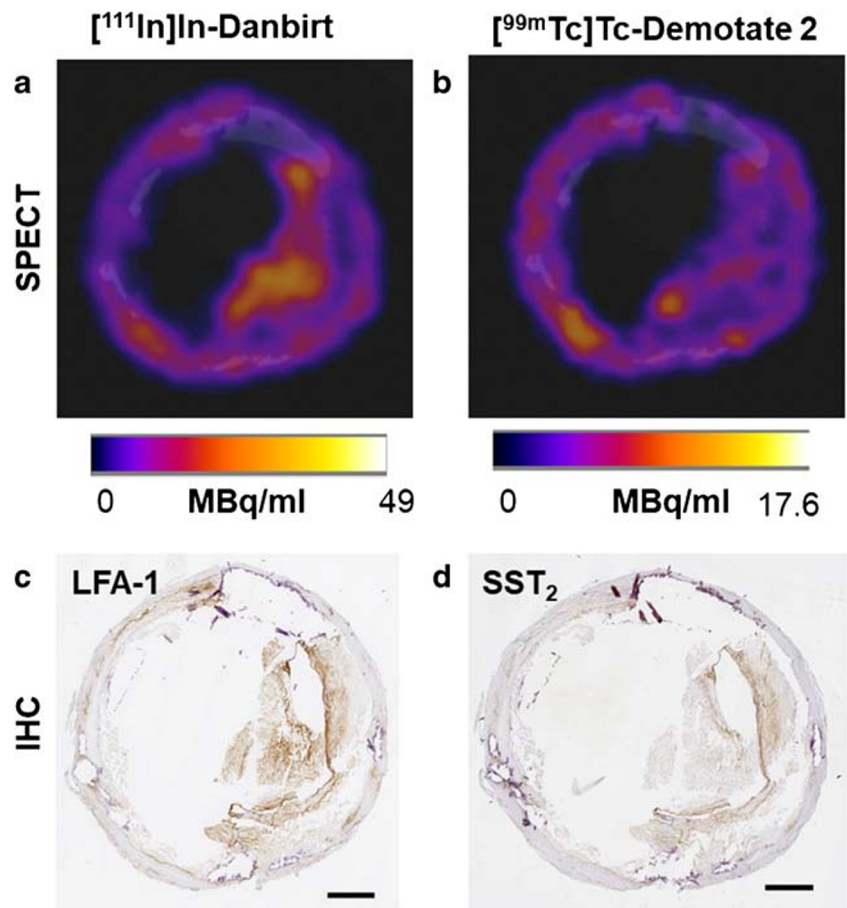 [¹¹¹In]In-Danbirt
[⁹⁹ᵐTc]Tc-Demotate 2
a
b
SPECT
0 MBq/ml 49
0 MBq/ml 17.6
c LFA-1
d SST₂
IHC